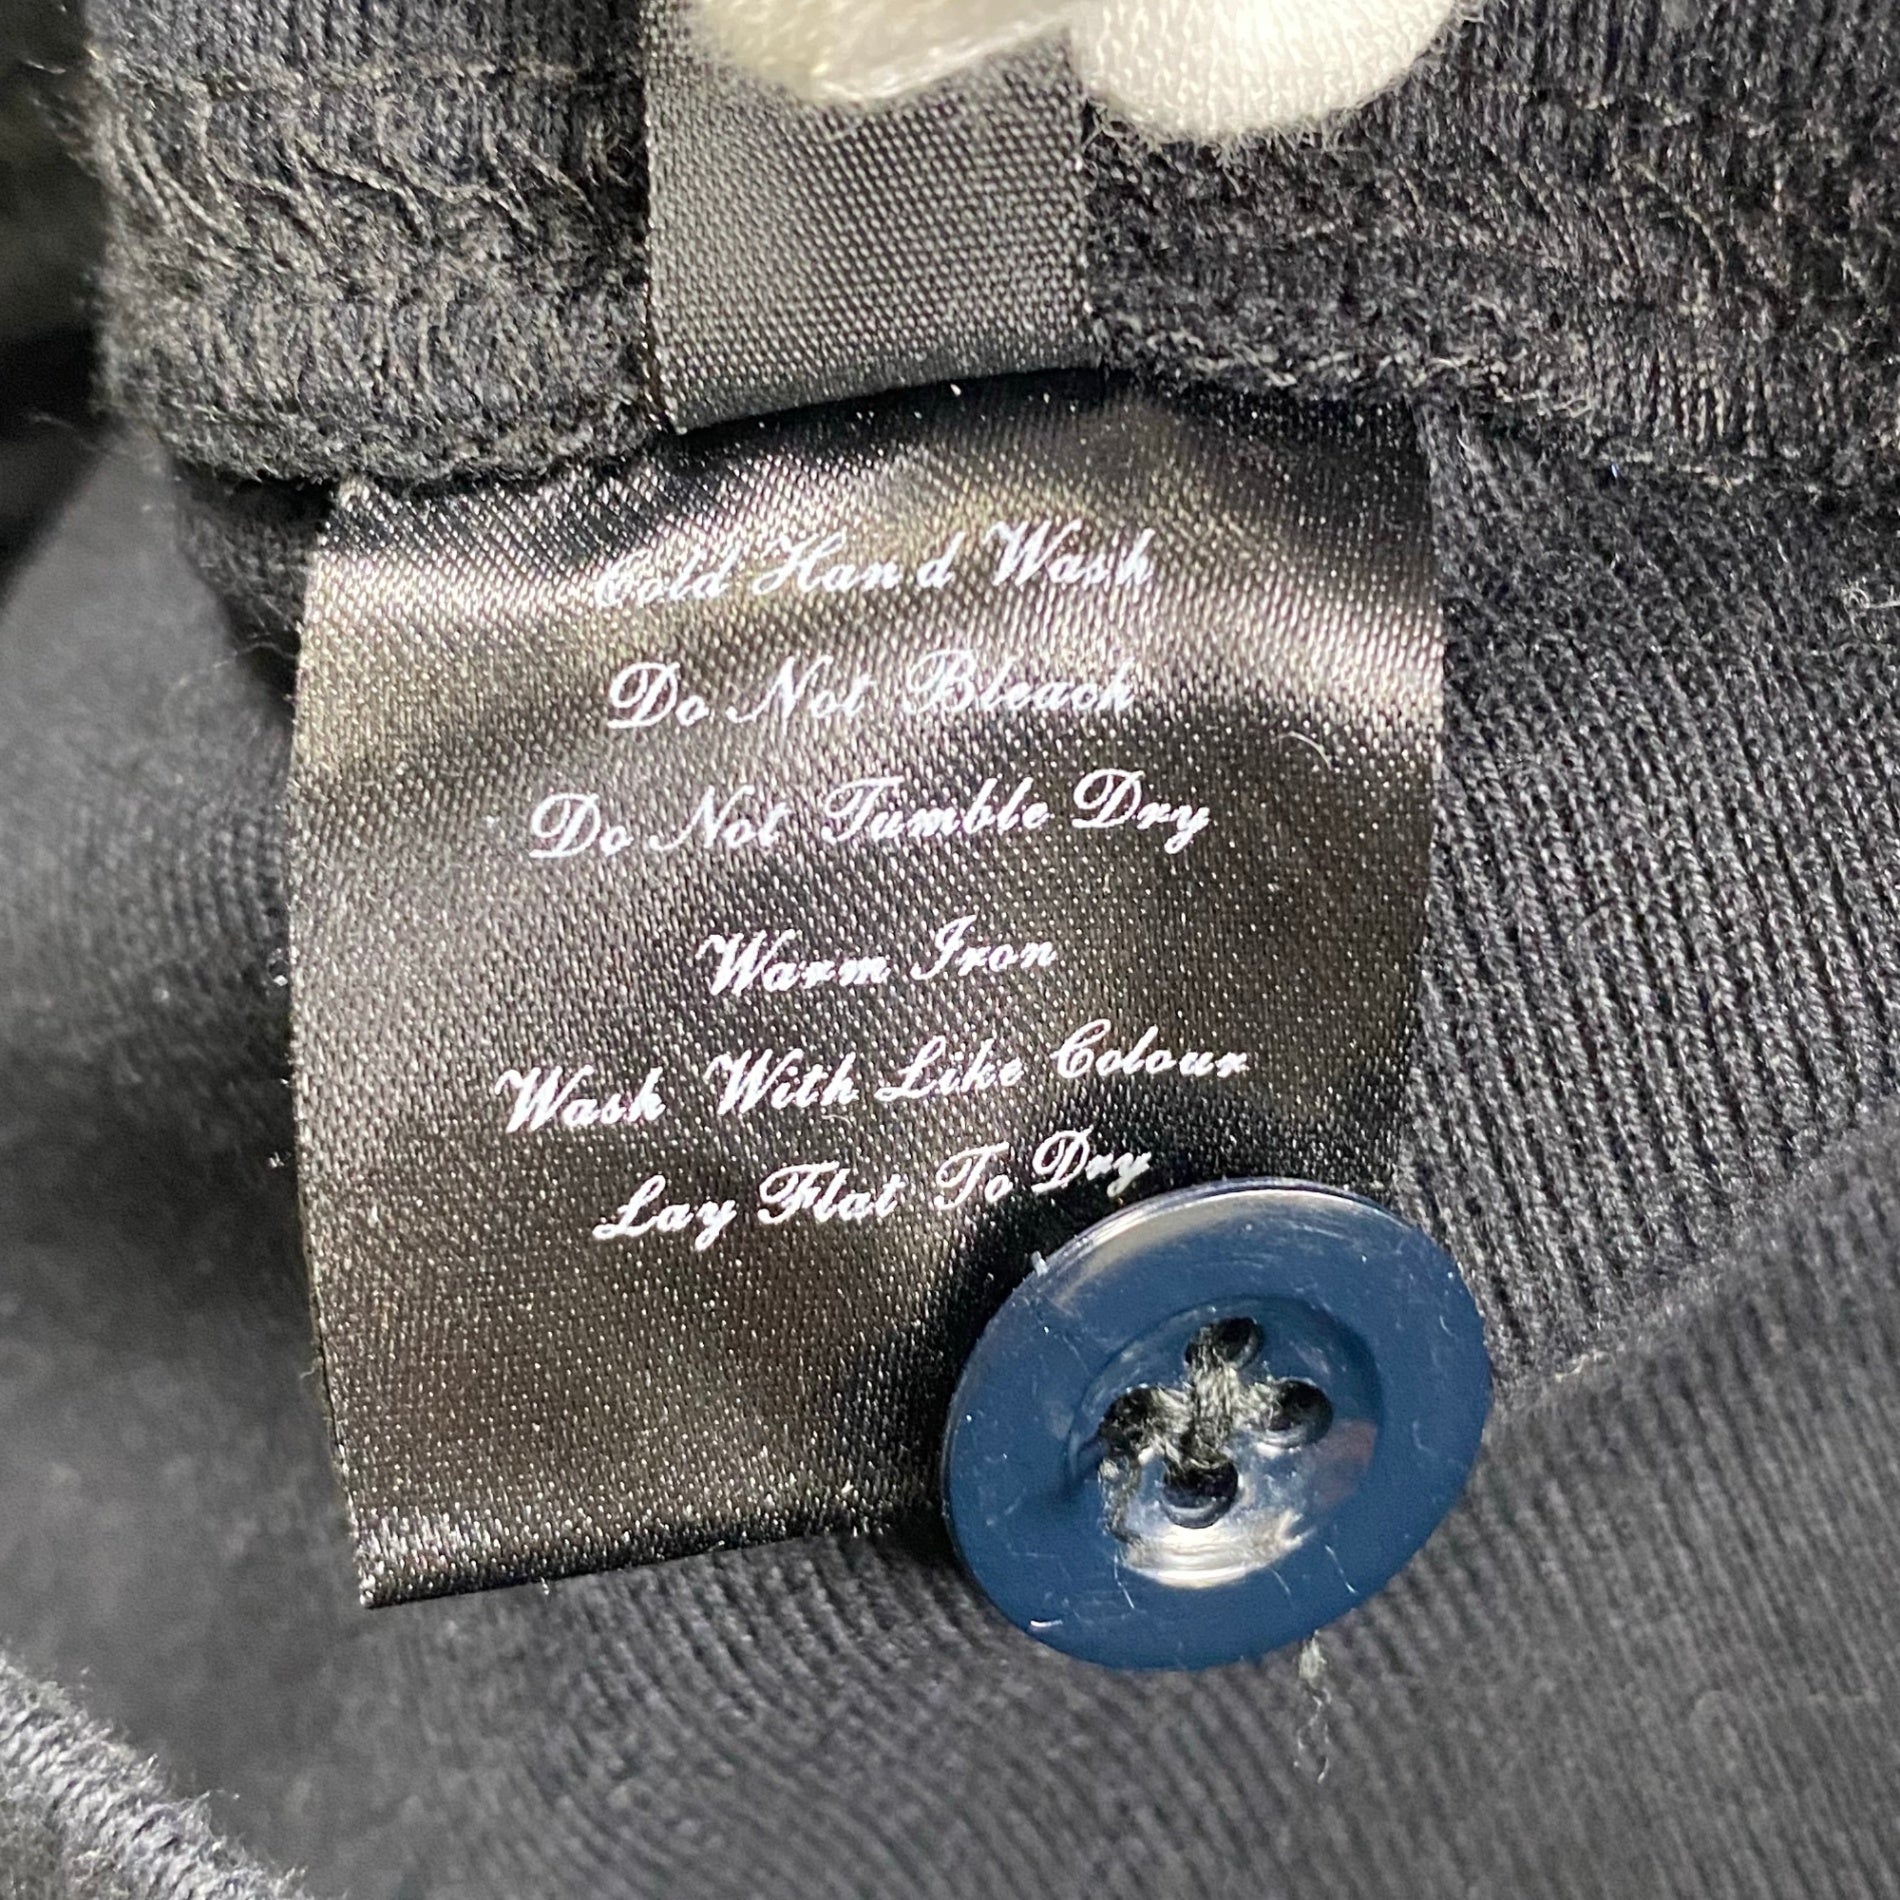 Cold Hand Wash
Do Not Bleach
Do Not Tumble Dry
Warm Iron
Wash With Like Colour
Lay Flat To Dry